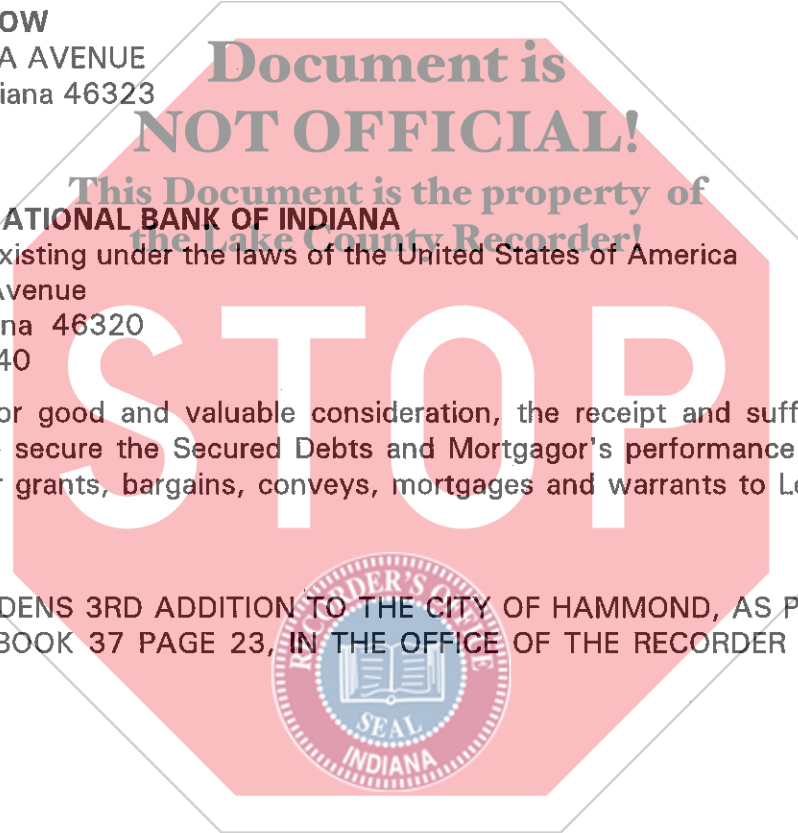 OW
A AVENUE
iana 46323
Document is
NOT OFFICIAL!
This Document is the property of
the Lake County Recorder!
ATIONAL BANK OF INDIANA
xisting under the laws of the United States of America
Avenue
na 46320
40
STOP
or good and valuable consideration, the receipt and suff
secure the Secured Debts and Mortgagor's performance
r grants, bargains, conveys, mortgages and warrants to Le
DENS 3RD ADDITION TO THE CITY OF HAMMOND, AS P
BOOK 37 PAGE 23, IN THE OFFICE OF THE RECORDER
RECORDER'S OFFICE
SEAL
INDIANA